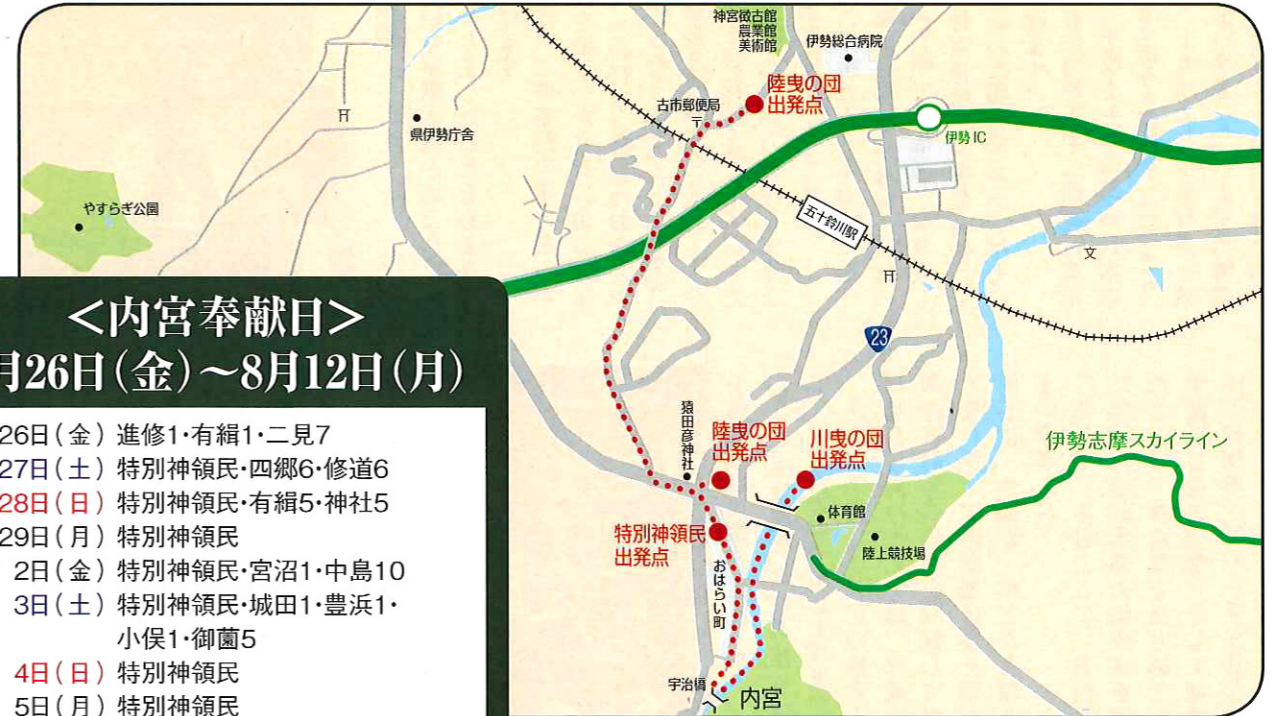 神宮徴古館
農業館
美術館
伊勢総合病院
陸曳の団
出発点
古市郵便局
〒
県伊勢庁舎
伊勢IC
やすらぎ公園
五十鈴川駅
文
23
猿田彦神社
陸曳の団
出発点
川曳の団
出発点
伊勢志摩スカイライン
体育館
陸上競技場
特別神領民
出発点
おはらい町
宇治橋
内宮
<内宮奉献日>
月26日(金)〜8月12日(月)
26日(金) 進修1・有緝1・二見7
27日(土) 特別神領民・四郷6・修道6
28日(日) 特別神領民・有緝5・神社5
29日(月) 特別神領民
2日(金) 特別神領民・宮沼1・中島10
3日(土) 特別神領民・城田1・豊浜1・
小俣1・御薗5
4日(日) 特別神領民
5日(月) 特別神領民